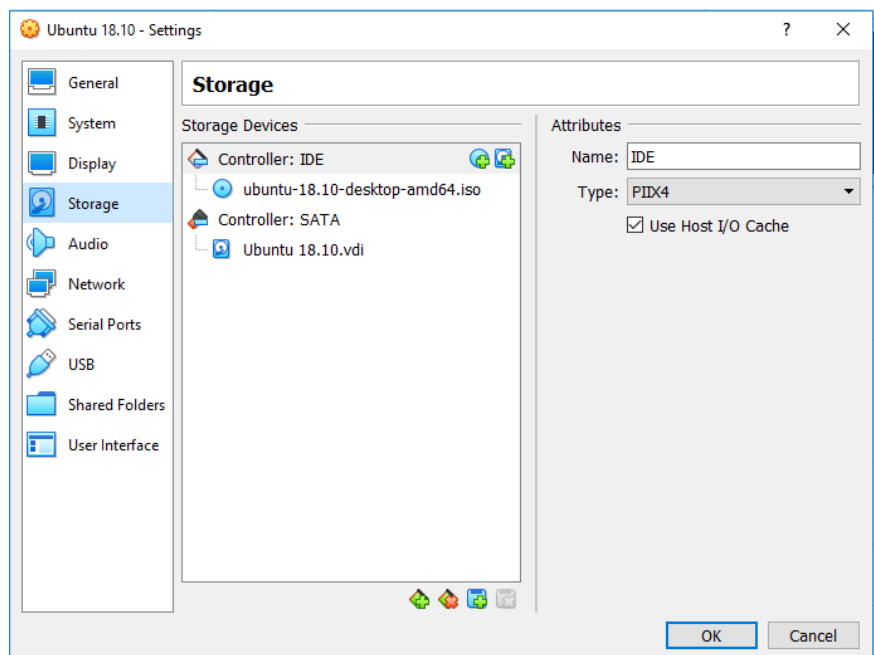 Ubuntu 18.10 - Settings
?
General
System
Display
Storage
Audio
Network
Serial Ports
USB
Shared Folders
User Interface
Storage
Storage Devices
Controller: IDE
ubuntu-18.10-desktop-amd64.iso
Controller: SATA
Ubuntu 18.10.vdi
Attributes
Name: IDE
Type: PIIX4
Use Host I/O Cache
OK Cancel